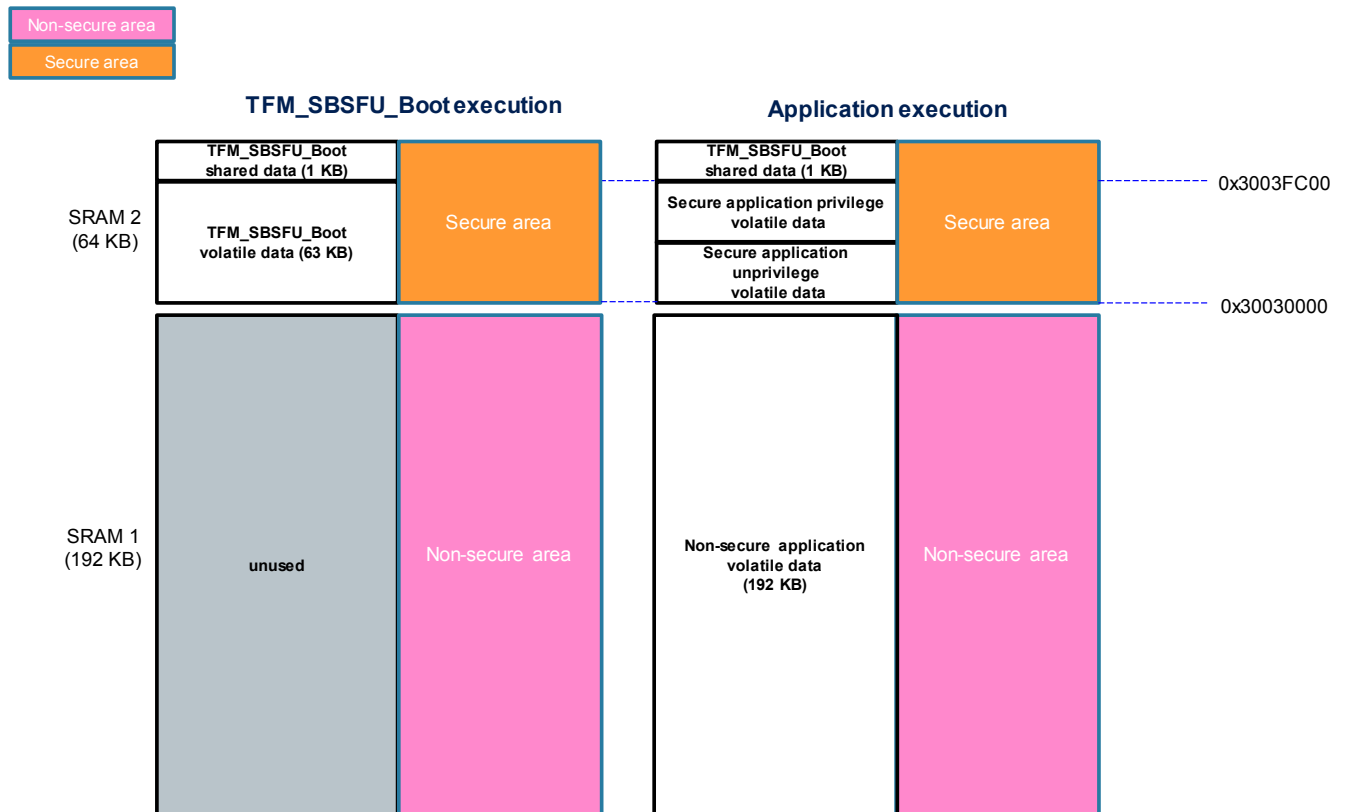 Non-secure area
Secure area
TFM_SBSFU_Boot execution
Application execution
SRAM 2
(64 KB)
TFM_SBSFU_Boot
shared data (1 KB)
TFM_SBSFU_Boot
volatile data (63 KB)
Secure area
TFM_SBSFU_Boot
shared data (1 KB)
Secure application privilege
volatile data
Secure application
unprivilege
volatile data
Secure area
0x3003FC00
0x30030000
SRAM 1
(192 KB)
unused
Non-secure area
Non-secure application
volatile data
(192 KB)
Non-secure area